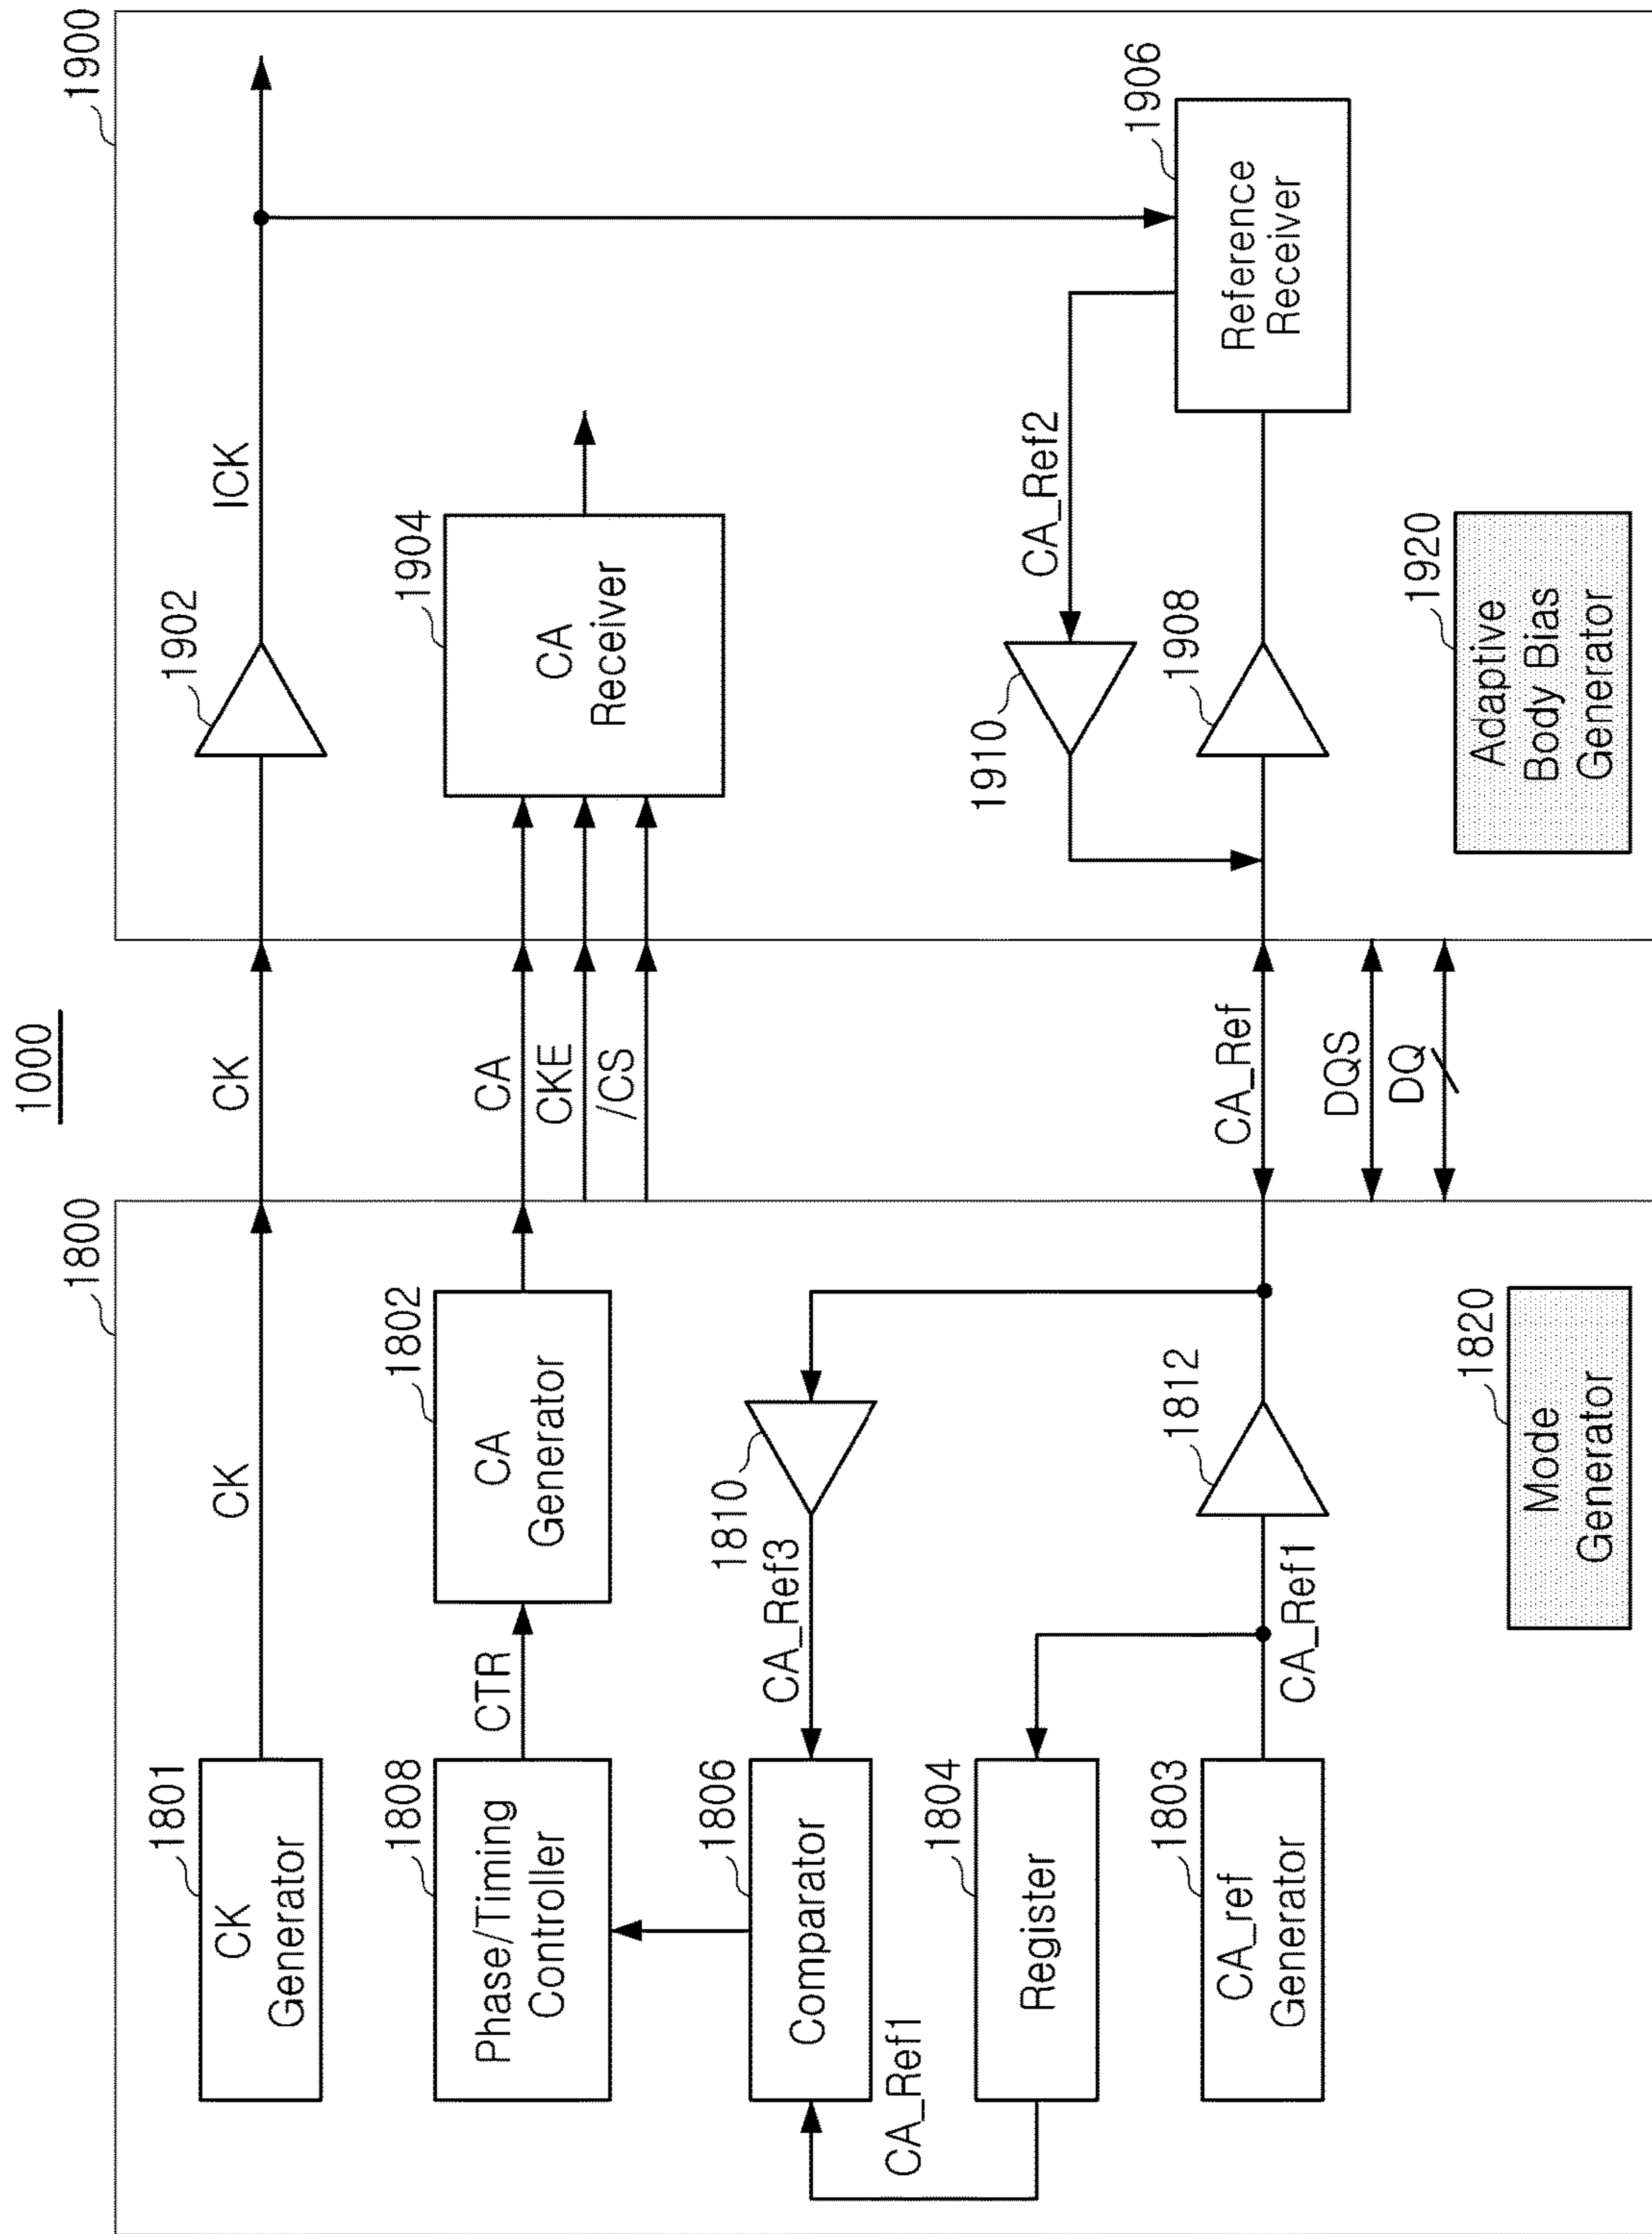 1000
1800
1900
CK
Generator
1801
CK
CK
1902
ICK
Phase/Timing
Controller
1808
CTR
CA
Generator
1802
CA
CKE
/CS
CA
Receiver
1904
Comparator
1806
CA_Ref3
1810
CA_Ref1
Register
1804
CA_ref
Generator
1803
CA_Ref1
1812
CA_Ref
DQS
DQ
1910
CA_Ref2
1908
Reference
Receiver
1906
Mode
Generator
1820
Adaptive
Body Bias
Generator
1920